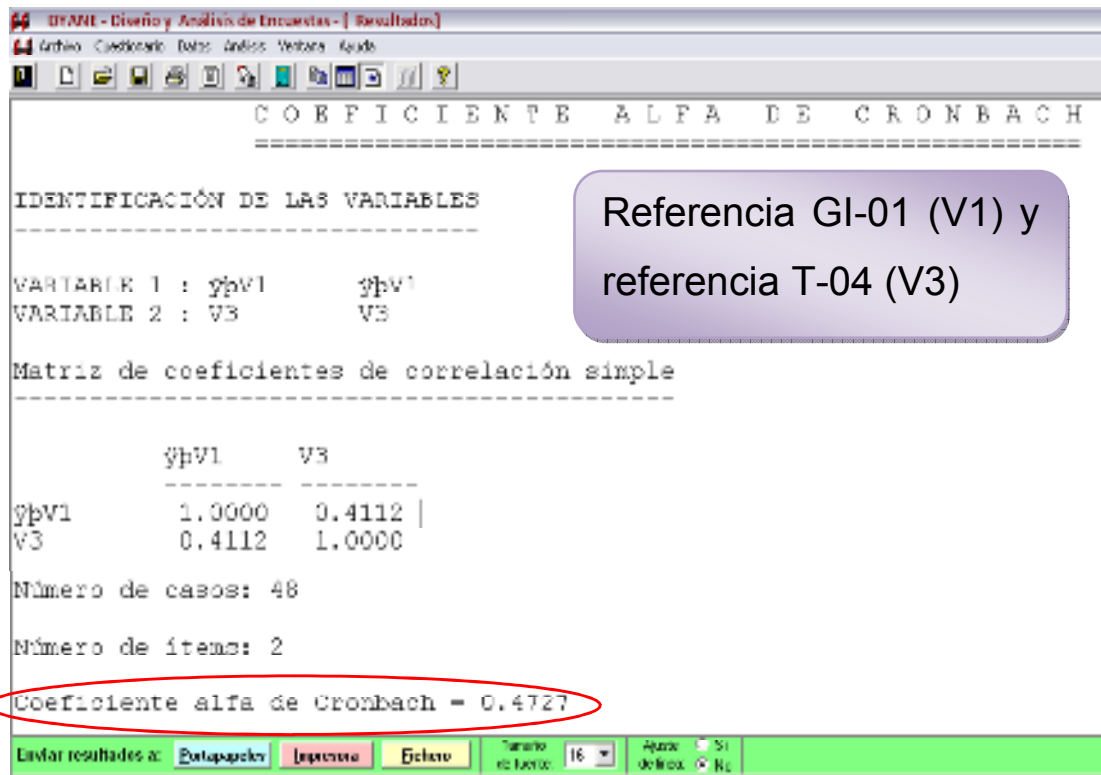 DYANE - Diseño y Análisis de Encuestas - [ Resultados]
Archivo Cuestionario Datos Análisis Ventana Ayuda
COEFICIENTE ALFA DE CRONBACH
IDENTIFICACIÓN DE LAS VARIABLES
Referencia GI-01 (V1) y
referencia T-04 (V3)
VARIABLE 1 : ÿþV1 ÿþV1
VARIABLE 2 : V3 V3
Matriz de coeficientes de correlación simple
ÿþV1 V3
ÿþV1 1.0000 0.4112
V3 0.4112 1.0000
Número de casos: 48
Número de ítems: 2
Coeficiente alfa de Cronbach = 0.4727
Enviar resultados a: Portapapeles Impresora Fichero Tamaño de fuente: 16 Ajuste de línea: Sí No